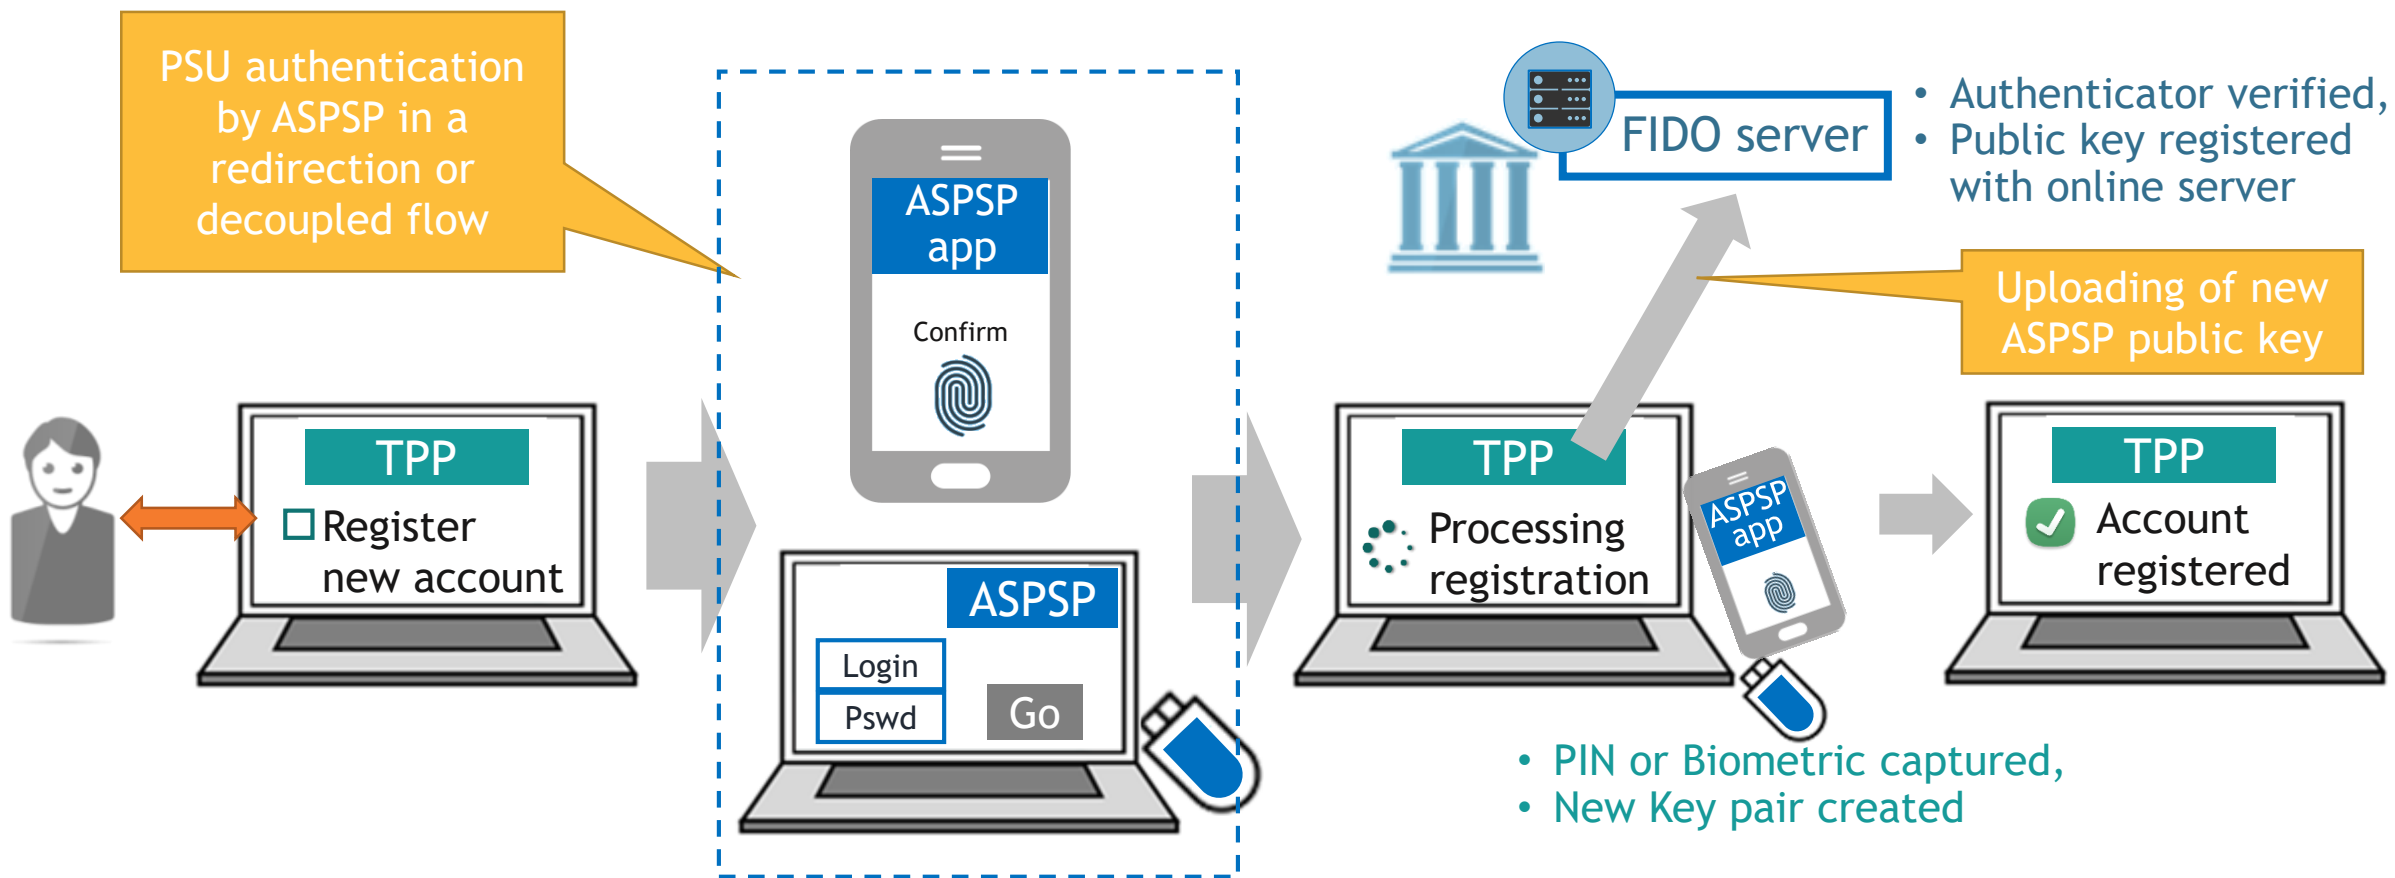 PSU authentication
by ASPSP in a
redirection or
decoupled flow
TPP
Register
new account
ASPSP
app
Confirm
ASPSP
Login
Pswd
Go
FIDO server
• Authenticator verified,
• Public key registered
with online server
Uploading of new
ASPSP public key
TPP
Processing
registration
ASPSP
app
• PIN or Biometric captured,
• New Key pair created
TPP
Account
registered